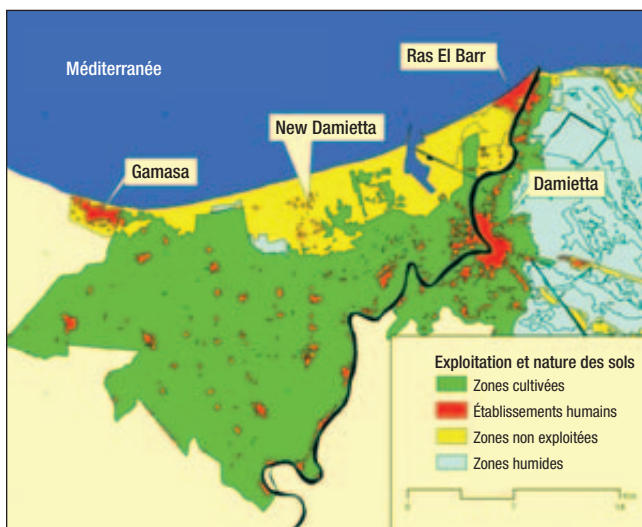 Méditerranée
Ras El Barr
New Damietta
Gamasa
Damietta
Exploitation et nature des sols
Zones cultivées
Établissements humains
Zones non exploitées
Zones humides